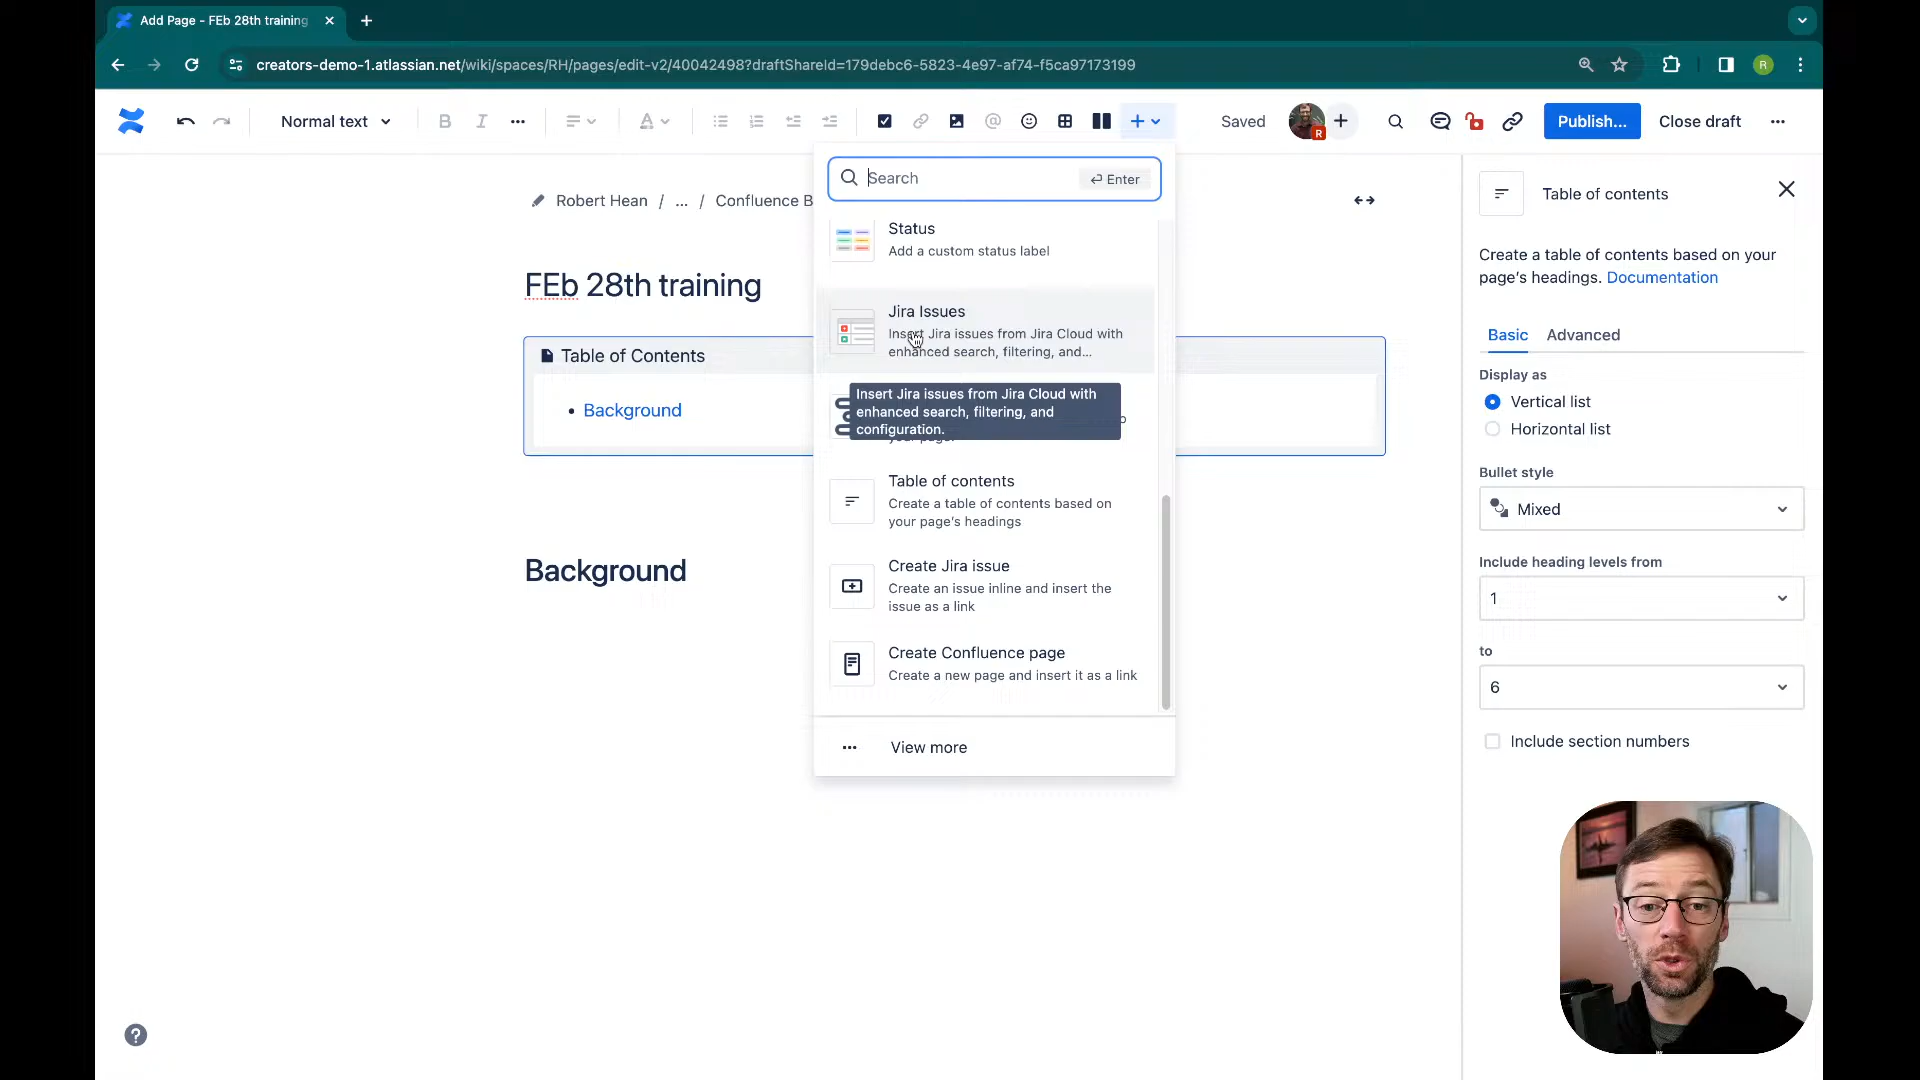 Add Page - FEb 28th training
creators-demo-1.atlassian.net/wiki/spaces/RH/pages/edit-v2/40042498?draftShareId=179debc6-5823-4e97-af74-f5ca97173199
R
Normal text
B
I
A
@
Saved
R
Publish...
Close draft
Search
Enter
Robert Hean / ... / Confluence B
FEb 28th training
Table of Contents
Background
Background
Status
Add a custom status label
Jira Issues
Insert Jira issues from Jira Cloud with
enhanced search, filtering, and...
Insert Jira issues from Jira Cloud with
enhanced search, filtering, and
configuration.
your page.
Table of contents
Create a table of contents based on
your page's headings
Create Jira issue
Create an issue inline and insert the
issue as a link
Create Confluence page
Create a new page and insert it as a link
View more
Table of contents
Create a table of contents based on your
page's headings. Documentation
Basic
Advanced
Display as
Vertical list
Horizontal list
Bullet style
Mixed
Include heading levels from
1
to
6
Include section numbers
?